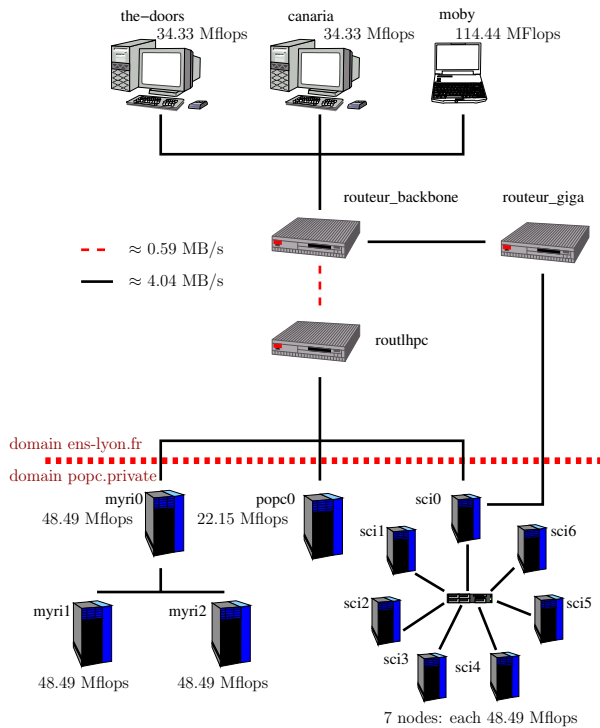 the-doors
34.33 Mflops
canaria
34.33 Mflops
moby
114.44 MFlops
routeur_backbone
routeur_giga
≈ 0.59 MB/s
≈ 4.04 MB/s
routlhpc
domain ens-lyon.fr
domain popc.private
myri0
48.49 Mflops
popc0
22.15 Mflops
sci0
sci1
sci6
sci2
sci5
sci3
sci4
myri1
myri2
48.49 Mflops
48.49 Mflops
7 nodes: each 48.49 Mflops